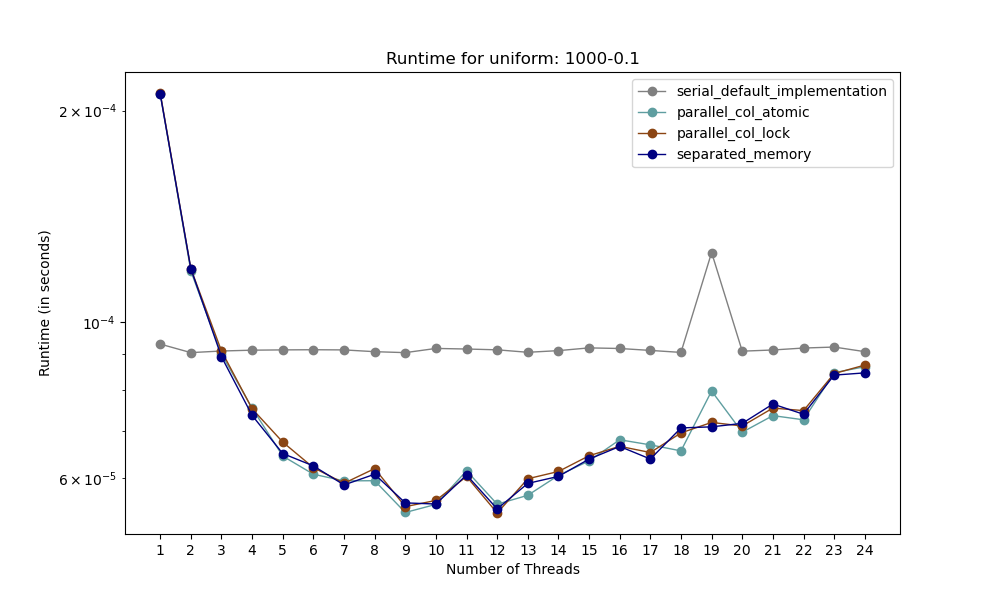 Runtime for uniform: 1000-0.1
serial_default_implementation
parallel_col_atomic
parallel_col_lock
separated_memory
2 × 10⁻⁴
10⁻⁴
6 × 10⁻⁵
Runtime (in seconds)
1 2 3 4 5 6 7 8 9 10 11 12 13 14 15 16 17 18 19 20 21 22 23 24
Number of Threads